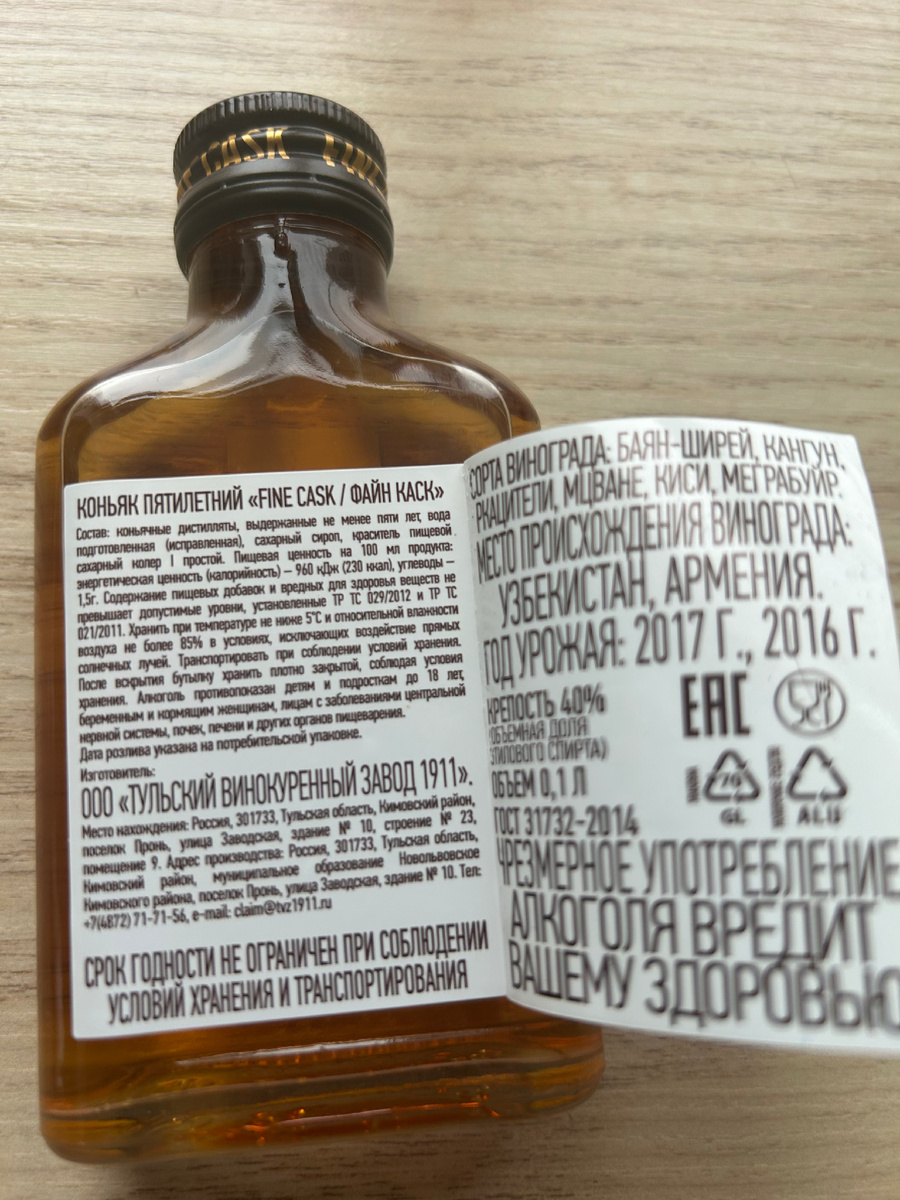 CASK FINE
КОНЬЯК ПЯТИЛЕТНИЙ «FINE CASK / ФАЙН КАСК»
Состав: коньячные дистилляты, выдержанные не менее пяти лет, вода
подготовленная (исправленная), сахарный сироп, краситель пищевой
сахарный колер I простой. Пищевая ценность на 100 мл продукта:
энергетическая ценность (калорийность) – 960 кДж (230 ккал), углеводы –
1,5г. Содержание пищевых добавок и вредных для здоровья веществ не
превышает допустимые уровни, установленные ТР ТС 029/2012 и ТР ТС
021/2011. Хранить при температуре не ниже 5°С и относительной влажности
воздуха не более 85% в условиях, исключающих воздействие прямых
солнечных лучей. Транспортировать при соблюдении условий хранения.
После вскрытия бутылку хранить плотно закрытой, соблюдая условия
хранения. Алкоголь противопоказан детям и подросткам до 18 лет,
беременным и кормящим женщинам, лицам с заболеваниями центральной
нервной системы, почек, печени и других органов пищеварения.
Дата розлива указана на потребительской упаковке.
Изготовитель:
ООО «ТУЛЬСКИЙ ВИНОКУРЕННЫЙ ЗАВОД 1911».
Место нахождения: Россия, 301733, Тульская область, Кимовский район,
поселок Пронь, улица Заводская, здание № 10, строение № 23,
помещение 9. Адрес производства: Россия, 301733, Тульская область,
Кимовский район, муниципальное образование Новольвовское
Кимовского района, поселок Пронь, улица Заводская, здание № 10. Тел:
+7(4872) 71-71-56, e-mail: claim@tvz1911.ru
СРОК ГОДНОСТИ НЕ ОГРАНИЧЕН ПРИ СОБЛЮДЕНИИ
УСЛОВИЙ ХРАНЕНИЯ И ТРАНСПОРТИРОВАНИЯ
СОРТА ВИНОГРАДА: БАЯН-ШИРЕЙ, КАНГУН,
РКАЦИТЕЛИ, МЦВАНЕ, КИСИ, МЕГРАБУЙР.
МЕСТО ПРОИСХОЖДЕНИЯ ВИНОГРАДА:
УЗБЕКИСТАН, АРМЕНИЯ.
ГОД УРОЖАЯ: 2017 Г., 2016 Г.
КРЕПОСТЬ 40%
(ОБЪЕМНАЯ ДОЛЯ
ЭТИЛОВОГО СПИРТА)
ОБЪЕМ 0,1 Л
ГОСТ 31732-2014
ЕАС
70
GL
ALU
ЧРЕЗМЕРНОЕ УПОТРЕБЛЕНИЕ
АЛКОГОЛЯ ВРЕДИТ
ВАШЕМУ ЗДОРОВЬЮ